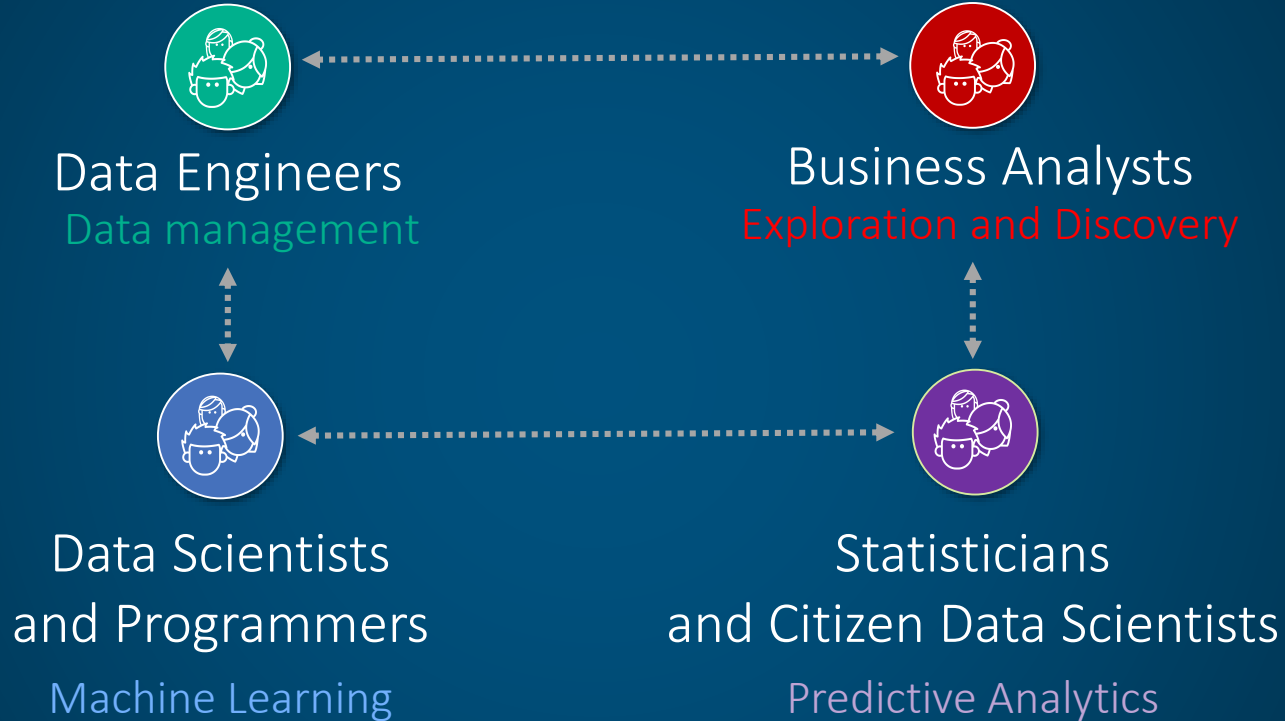 Data Engineers
Data management
Business Analysts
Exploration and Discovery
Data Scientists
and Programmers
Machine Learning
Statisticians
and Citizen Data Scientists
Predictive Analytics